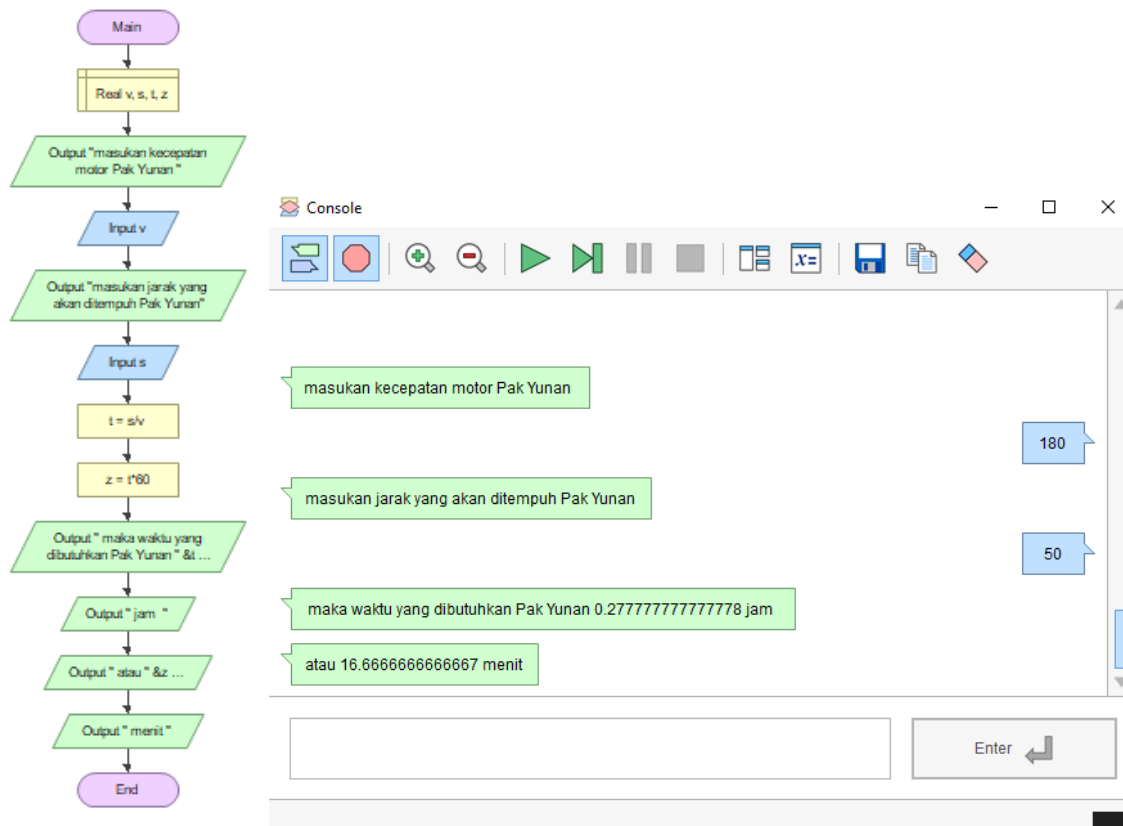 Main
Real v, s, t, z
Output "masukan kecepatan
motor Pak Yunan "
Input v
Output "masukan jarak yang
akan ditempuh Pak Yunan"
Input s
t = s/v
z = t*60
Output " maka waktu yang
dibutuhkan Pak Yunan " &t ...
Output " jam  "
Output " atau " &z ...
Output " menit "
End
Console
x=
masukan kecepatan motor Pak Yunan
180
masukan jarak yang akan ditempuh Pak Yunan
50
maka waktu yang dibutuhkan Pak Yunan 0.277777777777778 jam
atau 16.6666666666667 menit
Enter